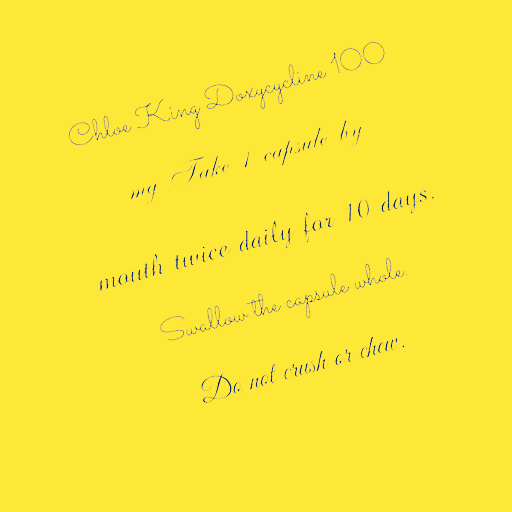 Chloe King Doxycycline 100
mg Take 1 capsule by
mouth twice daily for 10 days.
Swallow the capsule whole.
Do not crush or chew.